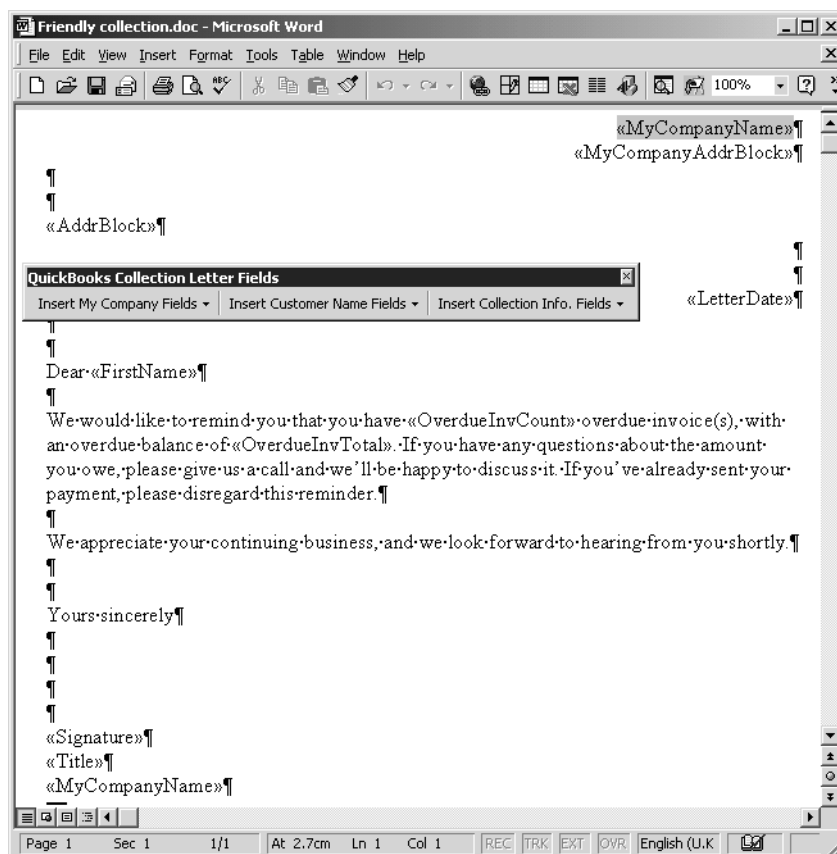 Friendly collection.doc - Microsoft Word
File Edit View Insert Format Tools Table Window Help
ABC 100%
«MyCompanyName»¶
«MyCompanyAddrBlock»¶
¶
¶
«AddrBlock»¶
¶
¶
QuickBooks Collection Letter Fields
Insert My Company Fields Insert Customer Name Fields Insert Collection Info. Fields
«LetterDate»¶
¶
¶
Dear·«FirstName»¶
¶
We·would·like·to·remind·you·that·you·have·«OverdueInvCount»·overdue·invoice(s),·with·
an·overdue·balance·of·«OverdueInvTotal».·If·you·have·any·questions·about·the·amount·
you·owe,·please·give·us·a·call·and·we’ll·be·happy·to·discuss·it.·If·you’ve·already·sent·your·
payment,·please·disregard·this·reminder.¶
¶
We·appreciate·your·continuing·business,·and·we·look·forward·to·hearing·from·you·shortly.¶
¶
¶
Yours·sincerely¶
¶
¶
¶
¶
«Signature»¶
«Title»¶
«MyCompanyName»¶
Page 1 Sec 1 1/1 At 2.7cm Ln 1 Col 1 REC TRK EXT OVR English (U.K